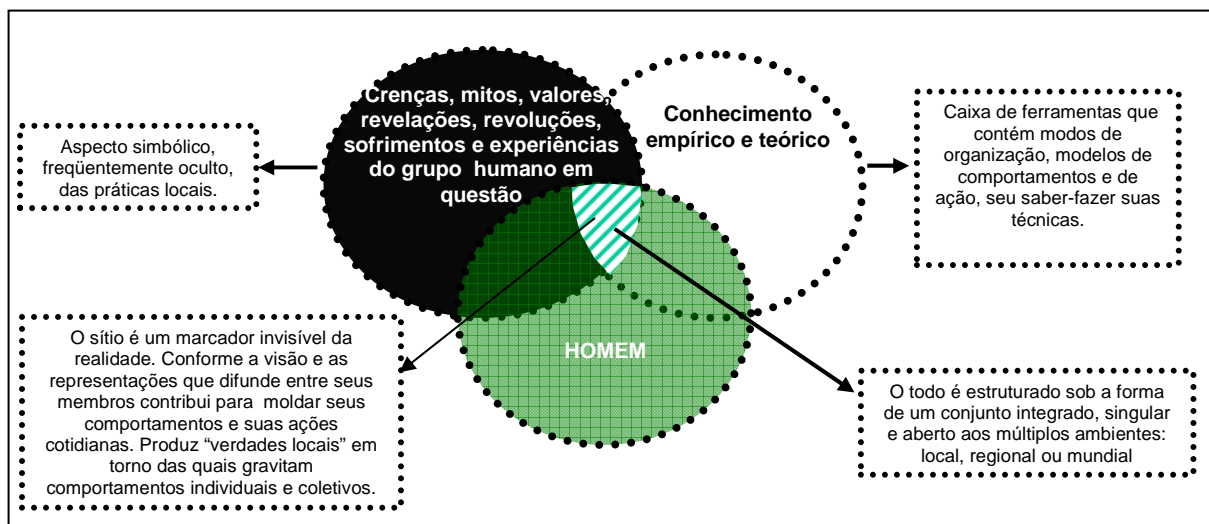 Crenças, mitos, valores,
revelações, revoluções,
sofrimentos e experiências
do grupo humano em
questão
Conhecimento
empírico e teórico
Aspecto simbólico,
freqüentemente oculto,
das práticas locais.
Caixa de ferramentas que
contém modos de
organização, modelos de
comportamentos e de
ação, seu saber-fazer suas
técnicas.
HOMEM
O sítio é um marcador invisível da
realidade. Conforme a visão e as
representações que difunde entre seus
membros contribui para moldar seus
comportamentos e suas ações
cotidianas. Produz “verdades locais” em
torno das quais gravitam
comportamentos individuais e coletivos.
O todo é estruturado sob a forma
de um conjunto integrado, singular
e aberto aos múltiplos ambientes:
local, regional ou mundial